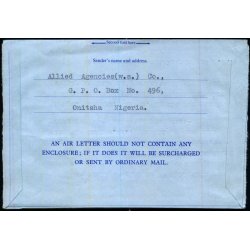 Second fold here
Sender's name and address
Allied Agencies(w.a.) Co.,
G. P. O. Box No. 496,
Onitsha Nigeria.
AN AIR LETTER SHOULD NOT CONTAIN ANY
ENCLOSURE; IF IT DOES IT WILL BE SURCHARGED
OR SENT BY ORDINARY MAIL.